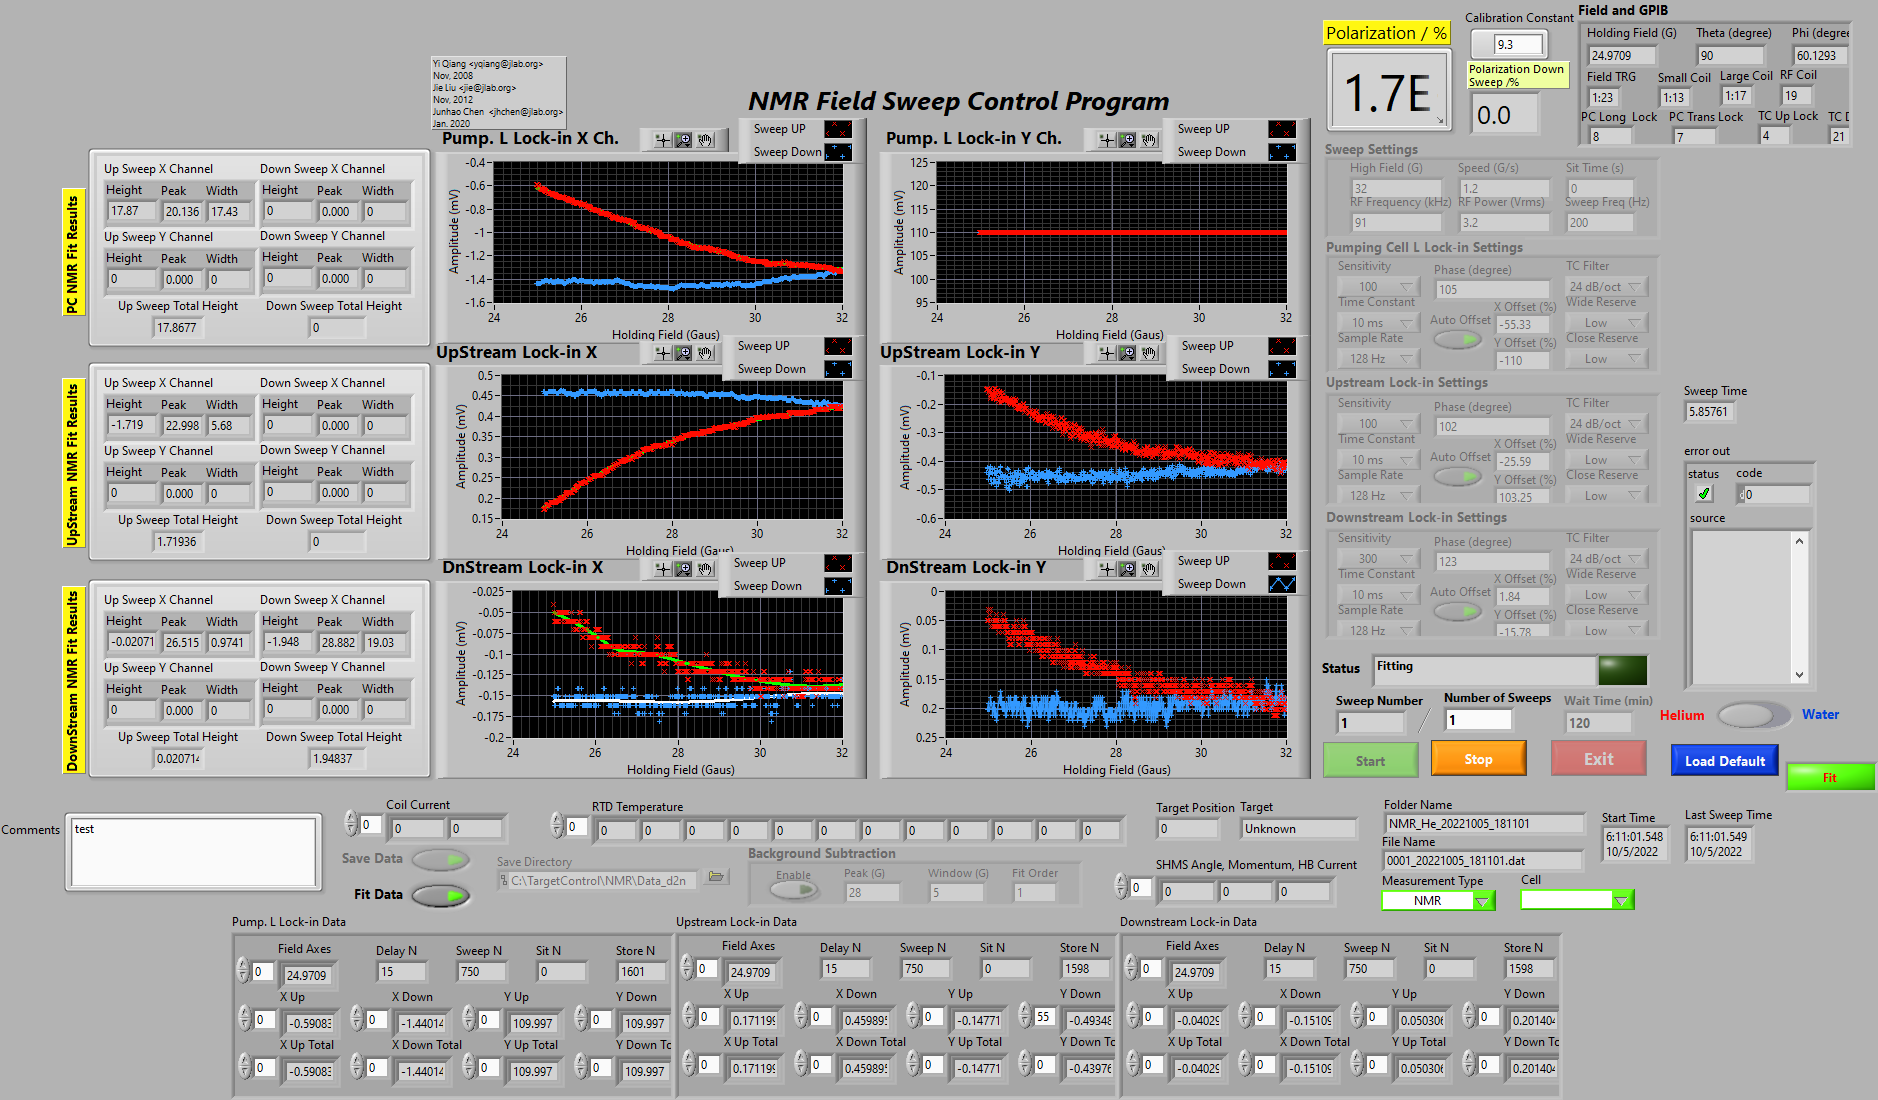 Yi Qiang <yqiang@jlab.org>
Nov, 2008
Jie Liu <jie@jlab.org>
Nov, 2012
Junhao Chen <jhchen@jlab.org>
Jan. 2020
NMR Field Sweep Control Program
Polarization / %
1.7E
Calibration Constant
9.3
Polarization Down
Sweep /%
0.0
Field and GPIB
Holding Field (G) Theta (degree) Phi (degree
24.9709 90 60.1293
Field TRG Small Coil Large Coil RF Coil
1:23 1:13 1:17 19
PC Long Lock PC Trans Lock TC Up Lock TC D
8 7 4 21
PC NMR Fit Results
Up Sweep X Channel Down Sweep X Channel
Height Peak Width Height Peak Width
17.87 20.136 17.43 0 0.000 0
Up Sweep Y Channel Down Sweep Y Channel
Height Peak Width Height Peak Width
0 0.000 0 0 0.000 0
Up Sweep Total Height Down Sweep Total Height
17.8677 0
Pump. L Lock-in X Ch.
Sweep UP
Sweep Down
Amplitude (mV)
-0.4
-0.6
-0.8
-1
-1.2
-1.4
-1.6
24 26 28 30 32
Holding Field (Gaus)
Pump. L Lock-in Y Ch.
Sweep UP
Sweep Down
Amplitude (mV)
125
120
115
110
105
100
95
24 26 28 30 32
Holding Field (Gaus)
UpStream NMR Fit Results
Up Sweep X Channel Down Sweep X Channel
Height Peak Width Height Peak Width
-1.719 22.998 5.68 0 0.000 0
Up Sweep Y Channel Down Sweep Y Channel
Height Peak Width Height Peak Width
0 0.000 0 0 0.000 0
Up Sweep Total Height Down Sweep Total Height
1.71936 0
UpStream Lock-in X
Sweep UP
Sweep Down
Amplitude (mV)
0.5
0.45
0.4
0.35
0.3
0.25
0.2
0.15
24 26 28 30 32
Holding Field (Gaus)
UpStream Lock-in Y
Sweep UP
Sweep Down
Amplitude (mV)
-0.1
-0.2
-0.3
-0.4
-0.5
-0.6
24 26 28 30 32
Holding Field (Gaus)
DownStream NMR Fit Results
Up Sweep X Channel Down Sweep X Channel
Height Peak Width Height Peak Width
-0.02071 26.515 0.9741 -1.948 28.882 19.03
Up Sweep Y Channel Down Sweep Y Channel
Height Peak Width Height Peak Width
0 0.000 0 0 0.000 0
Up Sweep Total Height Down Sweep Total Height
0.020714 1.94837
DnStream Lock-in X
Sweep UP
Sweep Down
Amplitude (mV)
-0.025
-0.05
-0.075
-0.1
-0.125
-0.15
-0.175
-0.2
24 26 28 30 32
Holding Field (Gaus)
DnStream Lock-in Y
Sweep UP
Sweep Down
Amplitude (mV)
0
0.05
0.1
0.15
0.2
0.25
24 26 28 30 32
Holding Field (Gaus)
Sweep Settings
High Field (G) Speed (G/s) Sit Time (s)
32 1.2 0
RF Frequency (kHz) RF Power (Vrms) Sweep Freq (Hz)
91 3.2 200
Pumping Cell L Lock-in Settings
Sensitivity Phase (degree) TC Filter
100 105 24 dB/oct
Time Constant X Offset (%) Wide Reserve
10 ms Auto Offset -55.33 Low
Sample Rate Y Offset (%) Close Reserve
128 Hz -110 Low
Upstream Lock-in Settings
Sensitivity Phase (degree) TC Filter
100 102 24 dB/oct
Time Constant X Offset (%) Wide Reserve
10 ms Auto Offset -25.59 Low
Sample Rate Y Offset (%) Close Reserve
128 Hz 103.25 Low
Downstream Lock-in Settings
Sensitivity Phase (degree) TC Filter
300 123 24 dB/oct
Time Constant X Offset (%) Wide Reserve
10 ms Auto Offset 1.84 Low
Sample Rate Y Offset (%) Close Reserve
128 Hz -15.78 Low
Sweep Time
5.85761
error out
status code
0
source
Status Fitting
Sweep Number Number of Sweeps Wait Time (min)
1 / 1 120
Helium Water
Start Stop Exit Load Default Fit
Comments test
Coil Current
0 0 0
Save Data
Fit Data
RTD Temperature
0 0 0 0 0 0 0 0 0 0 0 0 0
Save Directory
C:\TargetControl\NMR\Data_d2n
Background Subtraction
Enable Peak (G) Window (G) Fit Order
28 5 1
Target Position Target
0 Unknown
SHMS Angle, Momentum, HB Current
0 0 0 0
Folder Name
NMR_He_20221005_181101
File Name
0001_20221005_181101.dat
Measurement Type Cell
NMR
Start Time
6:11:01.548
10/5/2022
Last Sweep Time
6:11:01.549
10/5/2022
Pump. L Lock-in Data
Field Axes Delay N Sweep N Sit N Store N
0 24.9709 15 750 0 1601
X Up X Down Y Up Y Down
0 -0.59083 0 -1.44014 0 109.997 0 109.997
X Up Total X Down Total Y Up Total Y Down To
0 -0.59083 0 -1.44014 0 109.997 0 109.997
Upstream Lock-in Data
Field Axes Delay N Sweep N Sit N Store N
0 24.9709 15 750 0 1598
X Up X Down Y Up Y Down
0 0.171199 0 0.459895 0 -0.14771 55 -0.49348
X Up Total X Down Total Y Up Total Y Down To
0 0.171199 0 0.459895 0 -0.14771 0 -0.43976
Downstream Lock-in Data
Field Axes Delay N Sweep N Sit N Store N
0 24.9709 15 750 0 1598
X Up X Down Y Up Y Down
0 -0.04029 0 -0.15109 0 0.050306 0 0.201404
X Up Total X Down Total Y Up Total Y Down To
0 -0.04029 0 -0.15109 0 0.050306 0 0.201404